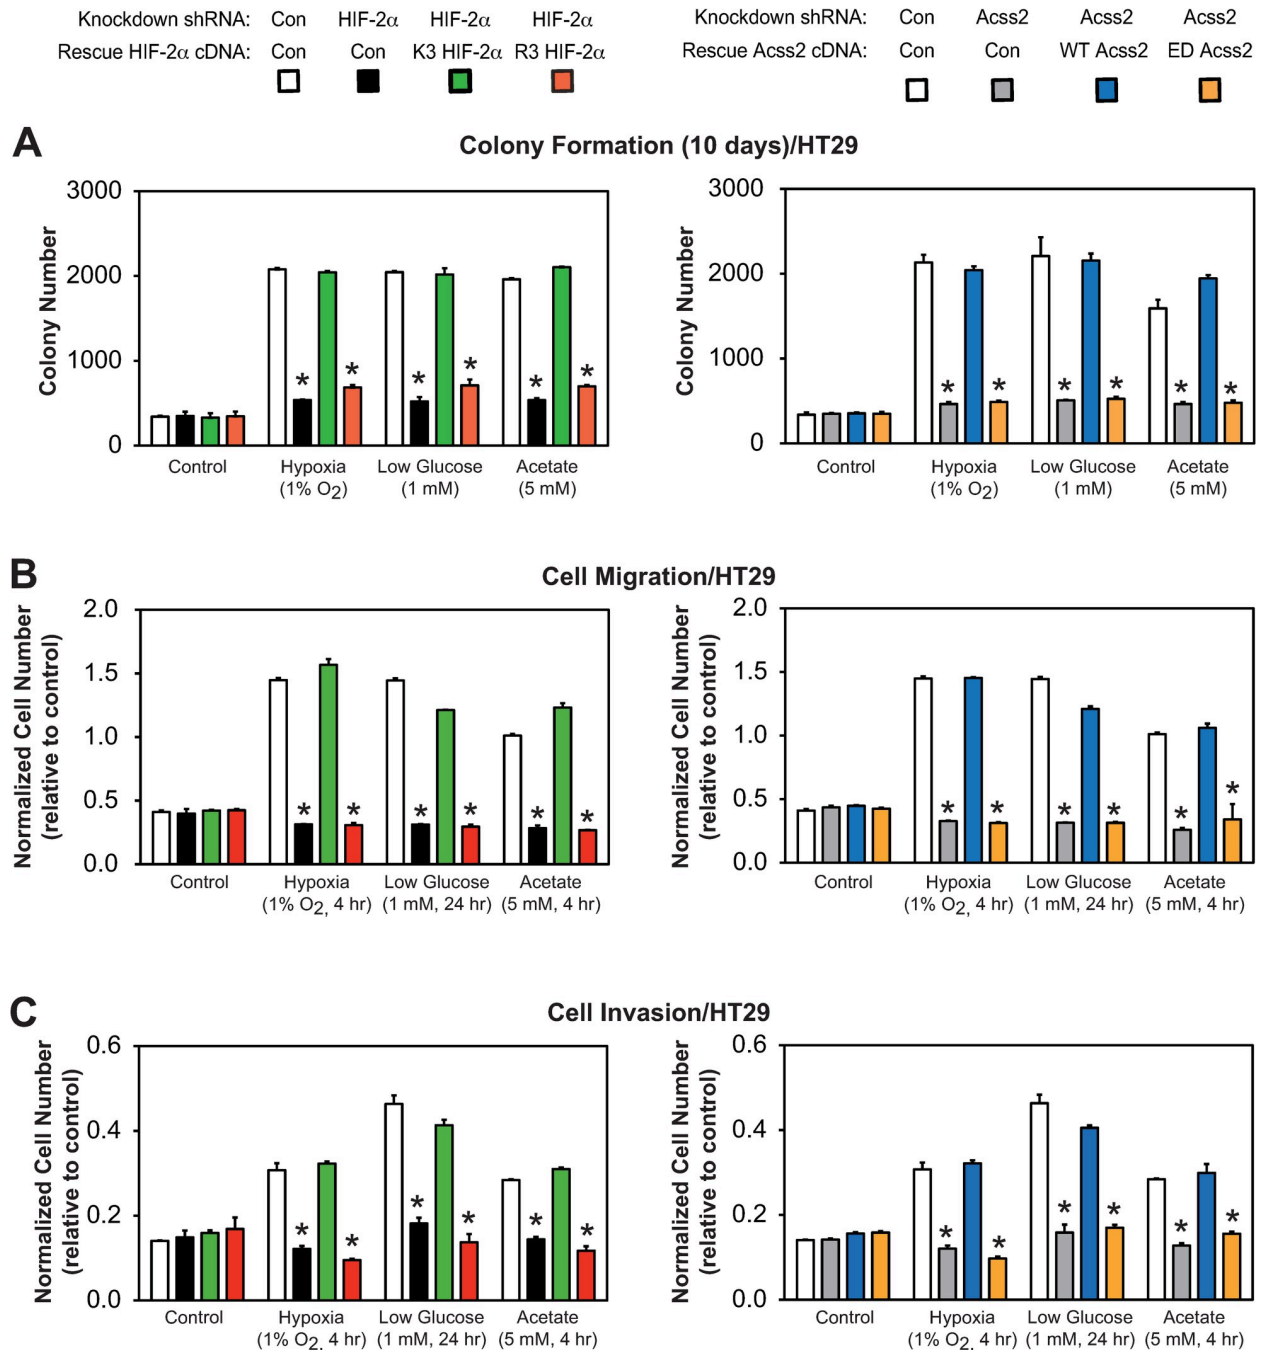 Knockdown shRNA: Con HIF-2α HIF-2α HIF-2α
Rescue HIF-2α cDNA: Con Con K3 HIF-2α R3 HIF-2α
Knockdown shRNA: Con Acss2 Acss2 Acss2
Rescue Acss2 cDNA: Con Con WT Acss2 ED Acss2
A
Colony Formation (10 days)/HT29
Colony Number
3000
2000
1000
0
* * * * * *
Control Hypoxia Low Glucose Acetate
(1% O2) (1 mM) (5 mM)
Colony Number
3000
2000
1000
0
* * * * * *
Control Hypoxia Low Glucose Acetate
(1% O2) (1 mM) (5 mM)
B
Cell Migration/HT29
Normalized Cell Number
(relative to control)
2.0
1.5
1.0
0.5
0.0
* * * * * *
Control Hypoxia Low Glucose Acetate
(1% O2, 4 hr) (1 mM, 24 hr) (5 mM, 4 hr)
Normalized Cell Number
(relative to control)
2.0
1.5
1.0
0.5
0.0
* * * * * *
Control Hypoxia Low Glucose Acetate
(1% O2, 4 hr) (1 mM, 24 hr) (5 mM, 4 hr)
C
Cell Invasion/HT29
Normalized Cell Number
(relative to control)
0.6
0.4
0.2
0.0
* * * * * *
Control Hypoxia Low Glucose Acetate
(1% O2, 4 hr) (1 mM, 24 hr) (5 mM, 4 hr)
Normalized Cell Number
(relative to control)
0.6
0.4
0.2
0.0
* * * * * *
Control Hypoxia Low Glucose Acetate
(1% O2, 4 hr) (1 mM, 24 hr) (5 mM, 4 hr)